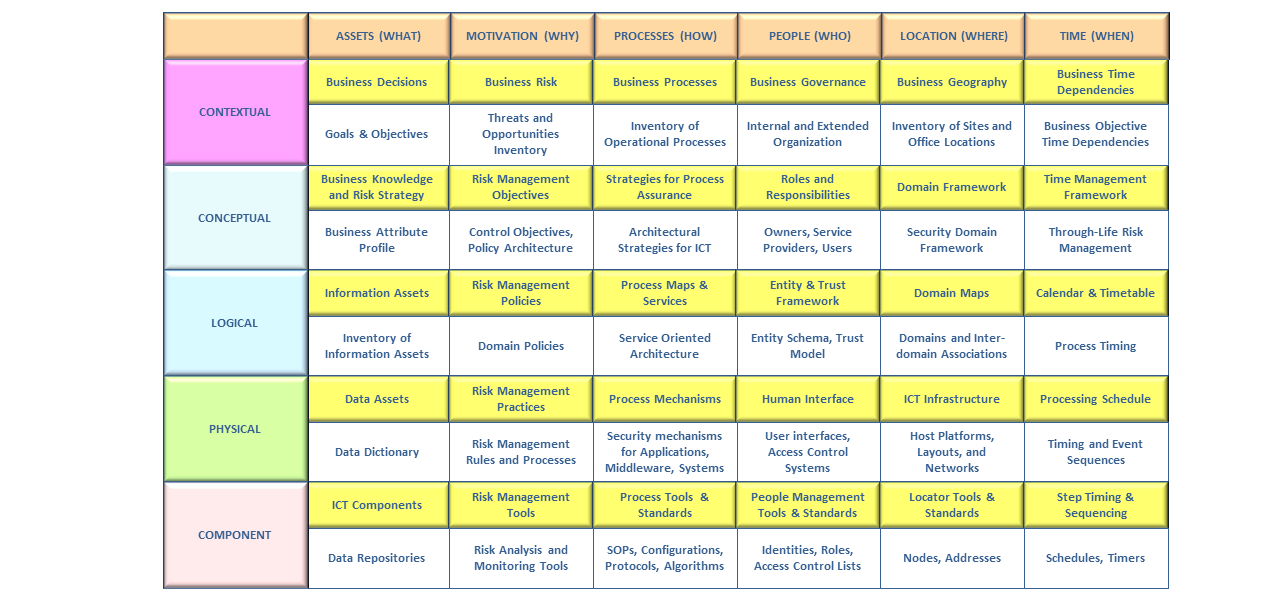 ASSETS (WHAT) MOTIVATION (WHY) PROCESSES (HOW) PEOPLE (WHO) LOCATION (WHERE) TIME (WHEN)
CONTEXTUAL
Business Decisions
Business Risk
Business Processes
Business Governance
Business Geography
Business Time
Dependencies
Goals & Objectives
Threats and
Opportunities
Inventory
Inventory of
Operational Processes
Internal and Extended
Organization
Inventory of Sites and
Office Locations
Business Objective
Time Dependencies
CONCEPTUAL
Business Knowledge
and Risk Strategy
Risk Management
Objectives
Strategies for Process
Assurance
Roles and
Responsibilities
Domain Framework
Time Management
Framework
Business Attribute
Profile
Control Objectives,
Policy Architecture
Architectural
Strategies for ICT
Owners, Service
Providers, Users
Security Domain
Framework
Through-Life Risk
Management
LOGICAL
Information Assets
Risk Management
Policies
Process Maps &
Services
Entity & Trust
Framework
Domain Maps
Calendar & Timetable
Inventory of
Information Assets
Domain Policies
Service Oriented
Architecture
Entity Schema, Trust
Model
Domains and Inter-
domain Associations
Process Timing
PHYSICAL
Data Assets
Risk Management
Practices
Process Mechanisms
Human Interface
ICT Infrastructure
Processing Schedule
Data Dictionary
Risk Management
Rules and Processes
Security mechanisms
for Applications,
Middleware, Systems
User interfaces,
Access Control
Systems
Host Platforms,
Layouts, and
Networks
Timing and Event
Sequences
COMPONENT
ICT Components
Risk Management
Tools
Process Tools &
Standards
People Management
Tools & Standards
Locator Tools &
Standards
Step Timing &
Sequencing
Data Repositories
Risk Analysis and
Monitoring Tools
SOPs, Configurations,
Protocols, Algorithms
Identities, Roles,
Access Control Lists
Nodes, Addresses
Schedules, Timers